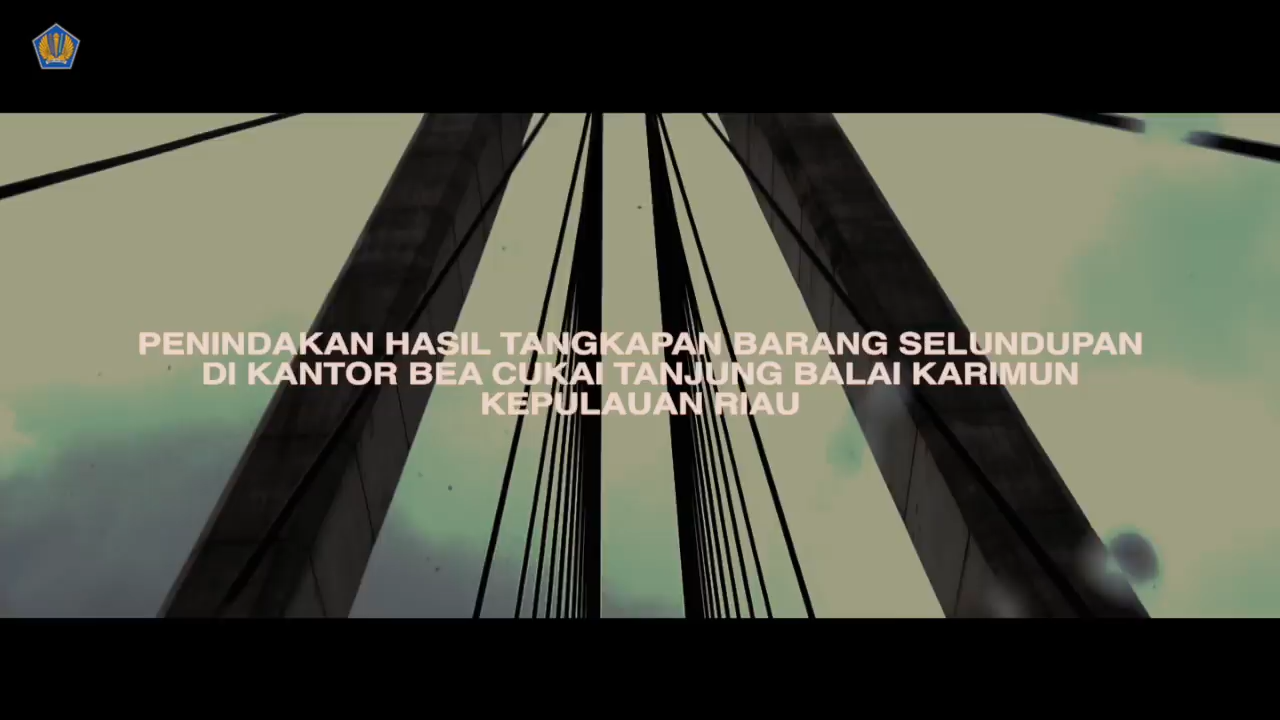 PENINDAKAN HASIL TANGKAPAN BARANG SELUNDUPAN
DI KANTOR BEA CUKAI TANJUNG BALAI KARIMUN
KEPULAUAN RIAU